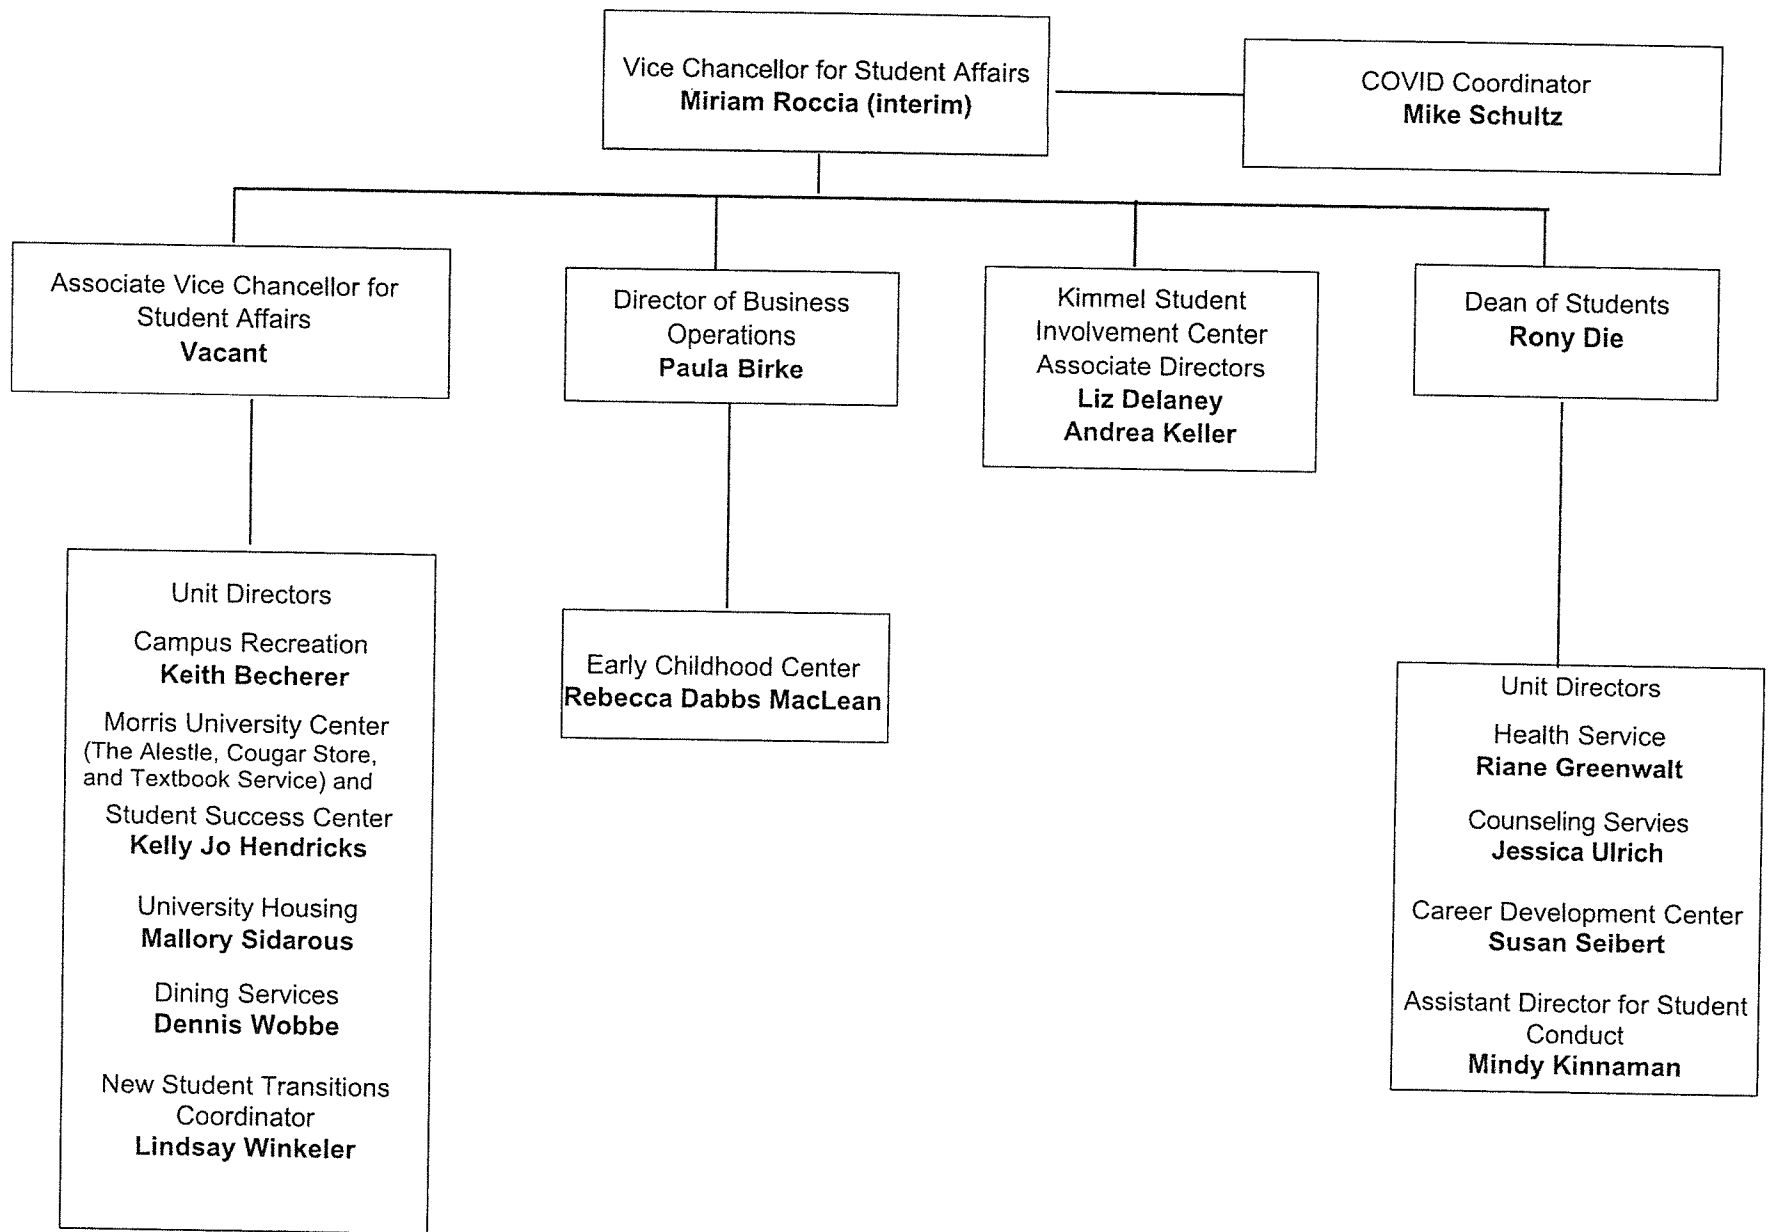 Vice Chancellor for Student Affairs
Miriam Roccia (interim)
COVID Coordinator
Mike Schultz
Associate Vice Chancellor for
Student Affairs
Vacant
Director of Business
Operations
Paula Birke
Kimmel Student
Involvement Center
Associate Directors
Liz Delaney
Andrea Keller
Dean of Students
Rony Die
Unit Directors
Campus Recreation
Keith Becherer
Morris University Center
(The Alestle, Cougar Store,
and Textbook Service) and
Student Success Center
Kelly Jo Hendricks
University Housing
Mallory Sidarous
Dining Services
Dennis Wobbe
New Student Transitions
Coordinator
Lindsay Winkeler
Early Childhood Center
Rebecca Dabbs MacLean
Unit Directors
Health Service
Riane Greenwalt
Counseling Servies
Jessica Ulrich
Career Development Center
Susan Seibert
Assistant Director for Student
Conduct
Mindy Kinnaman